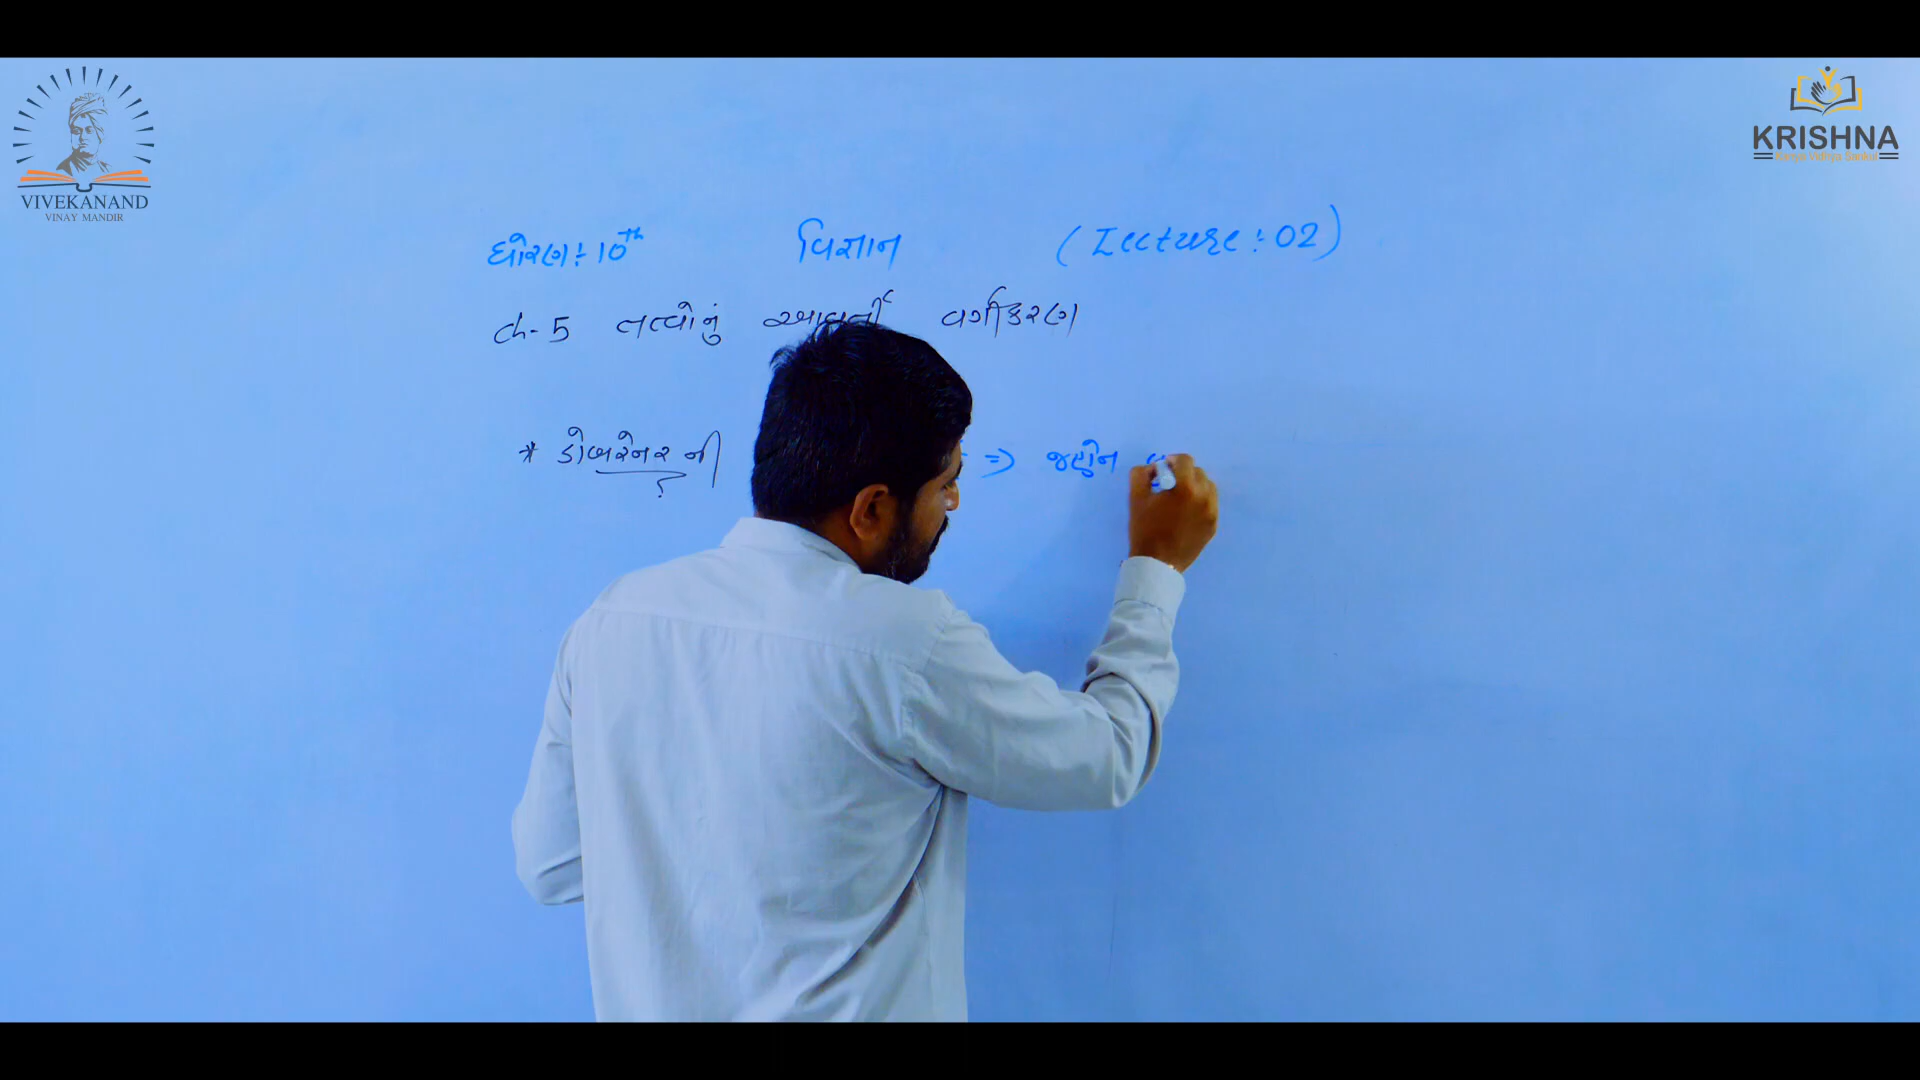 VIVEKANAND
VINAY MANDIR
KRISHNA
ધોરણ ÷ 10th વિજ્ઞાન (Lecture ÷ 02)
ch-5 તત્વોનું આવર્તી વર્ગીકરણ
* ડોબરેનર ની => જર્મન